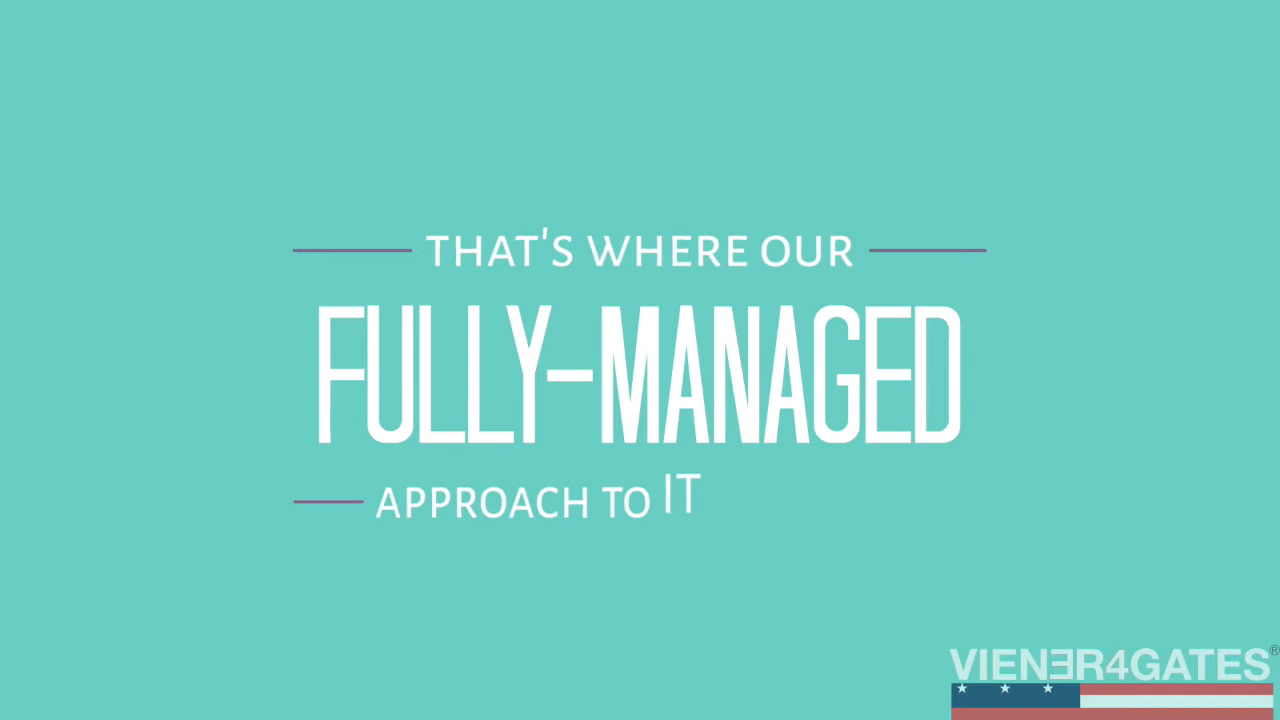 THAT'S WHERE OUR
FULLY-MANAGED
APPROACH TO IT
VIENƎR4GATES®